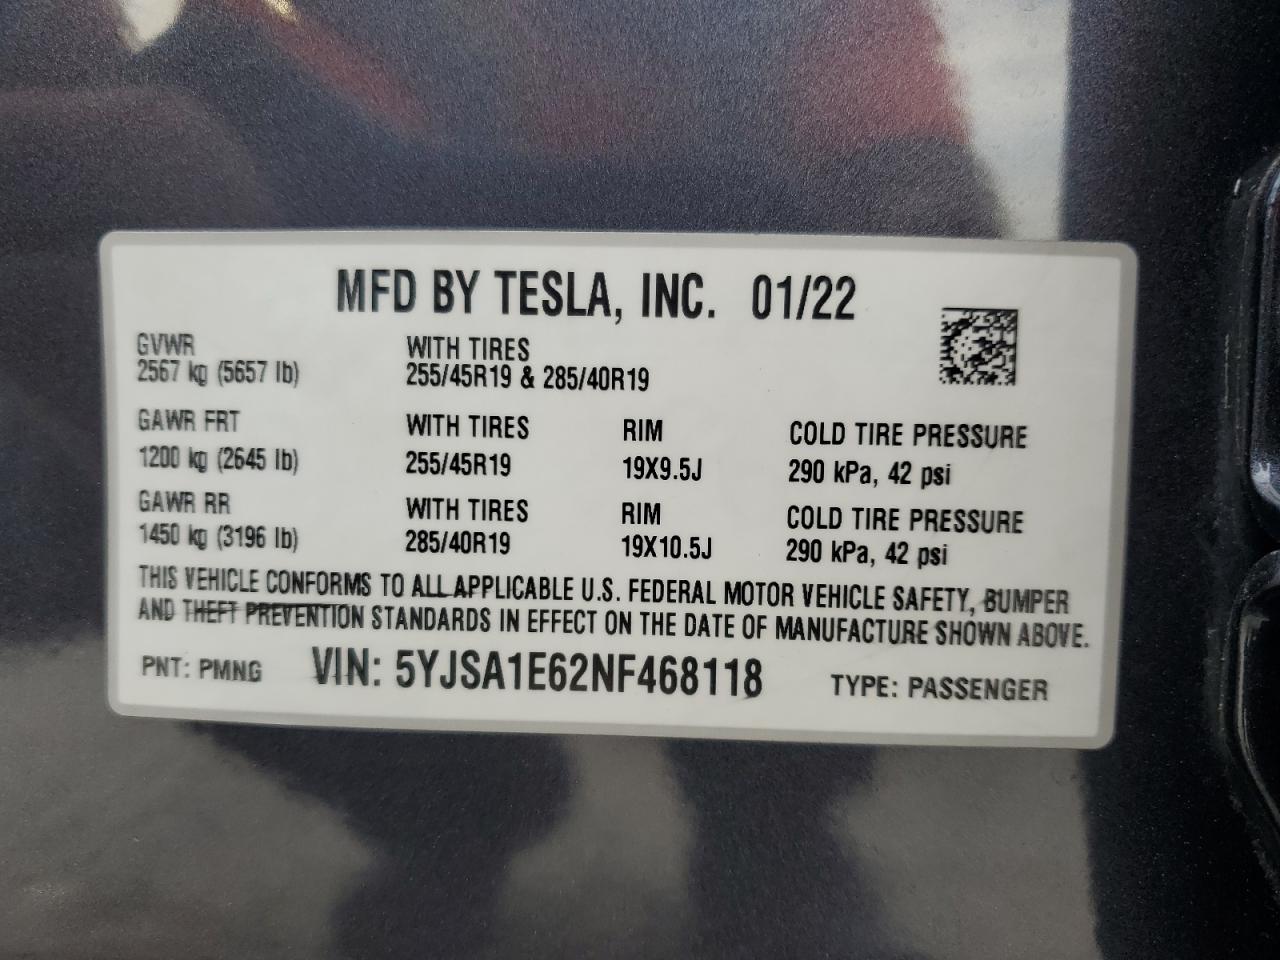 MFD BY TESLA, INC. 01/22
GVWR
2567 kg (5657 lb)
WITH TIRES
255/45R19 & 285/40R19
GAWR FRT
1200 kg (2645 lb)
WITH TIRES
255/45R19
RIM
19X9.5J
COLD TIRE PRESSURE
290 kPa, 42 psi
GAWR RR
1450 kg (3196 lb)
WITH TIRES
285/40R19
RIM
19X10.5J
COLD TIRE PRESSURE
290 kPa, 42 psi
THIS VEHICLE CONFORMS TO ALL APPLICABLE U.S. FEDERAL MOTOR VEHICLE SAFETY, BUMPER
AND THEFT PREVENTION STANDARDS IN EFFECT ON THE DATE OF MANUFACTURE SHOWN ABOVE.
PNT: PMNG VIN: 5YJSA1E62NF468118 TYPE: PASSENGER